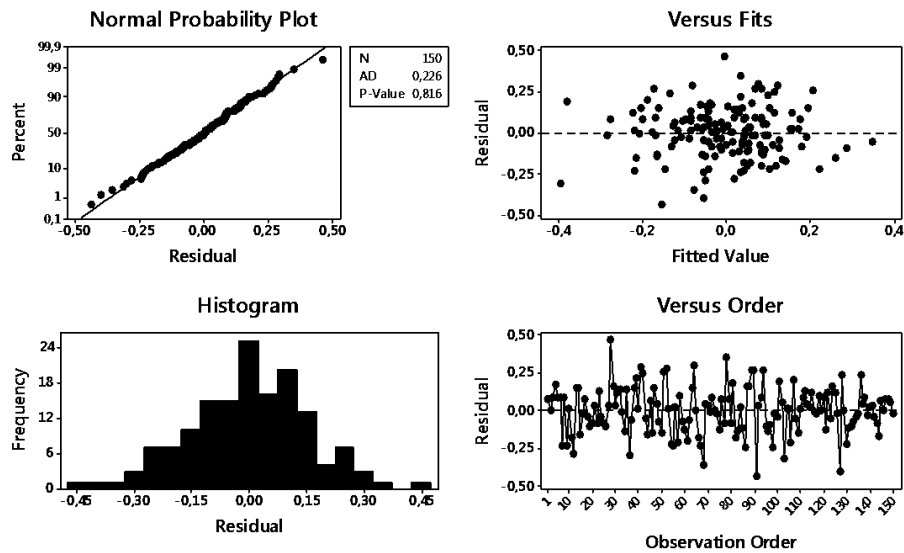 Normal Probability Plot
99,9
99
90
50
10
1
0,1
Percent
-0,50 -0,25 0,00 0,25 0,50
Residual
N 150
AD 0,226
P-Value 0,816
Versus Fits
0,50
0,25
0,00
-0,25
-0,50
Residual
-0,4 -0,2 0,0 0,2 0,4
Fitted Value
Histogram
24
18
12
6
0
Frequency
-0,45 -0,30 -0,15 0,00 0,15 0,30 0,45
Residual
Versus Order
0,50
0,25
0,00
-0,25
-0,50
Residual
1 10 20 30 40 50 60 70 80 90 100 110 120 130 140 150
Observation Order